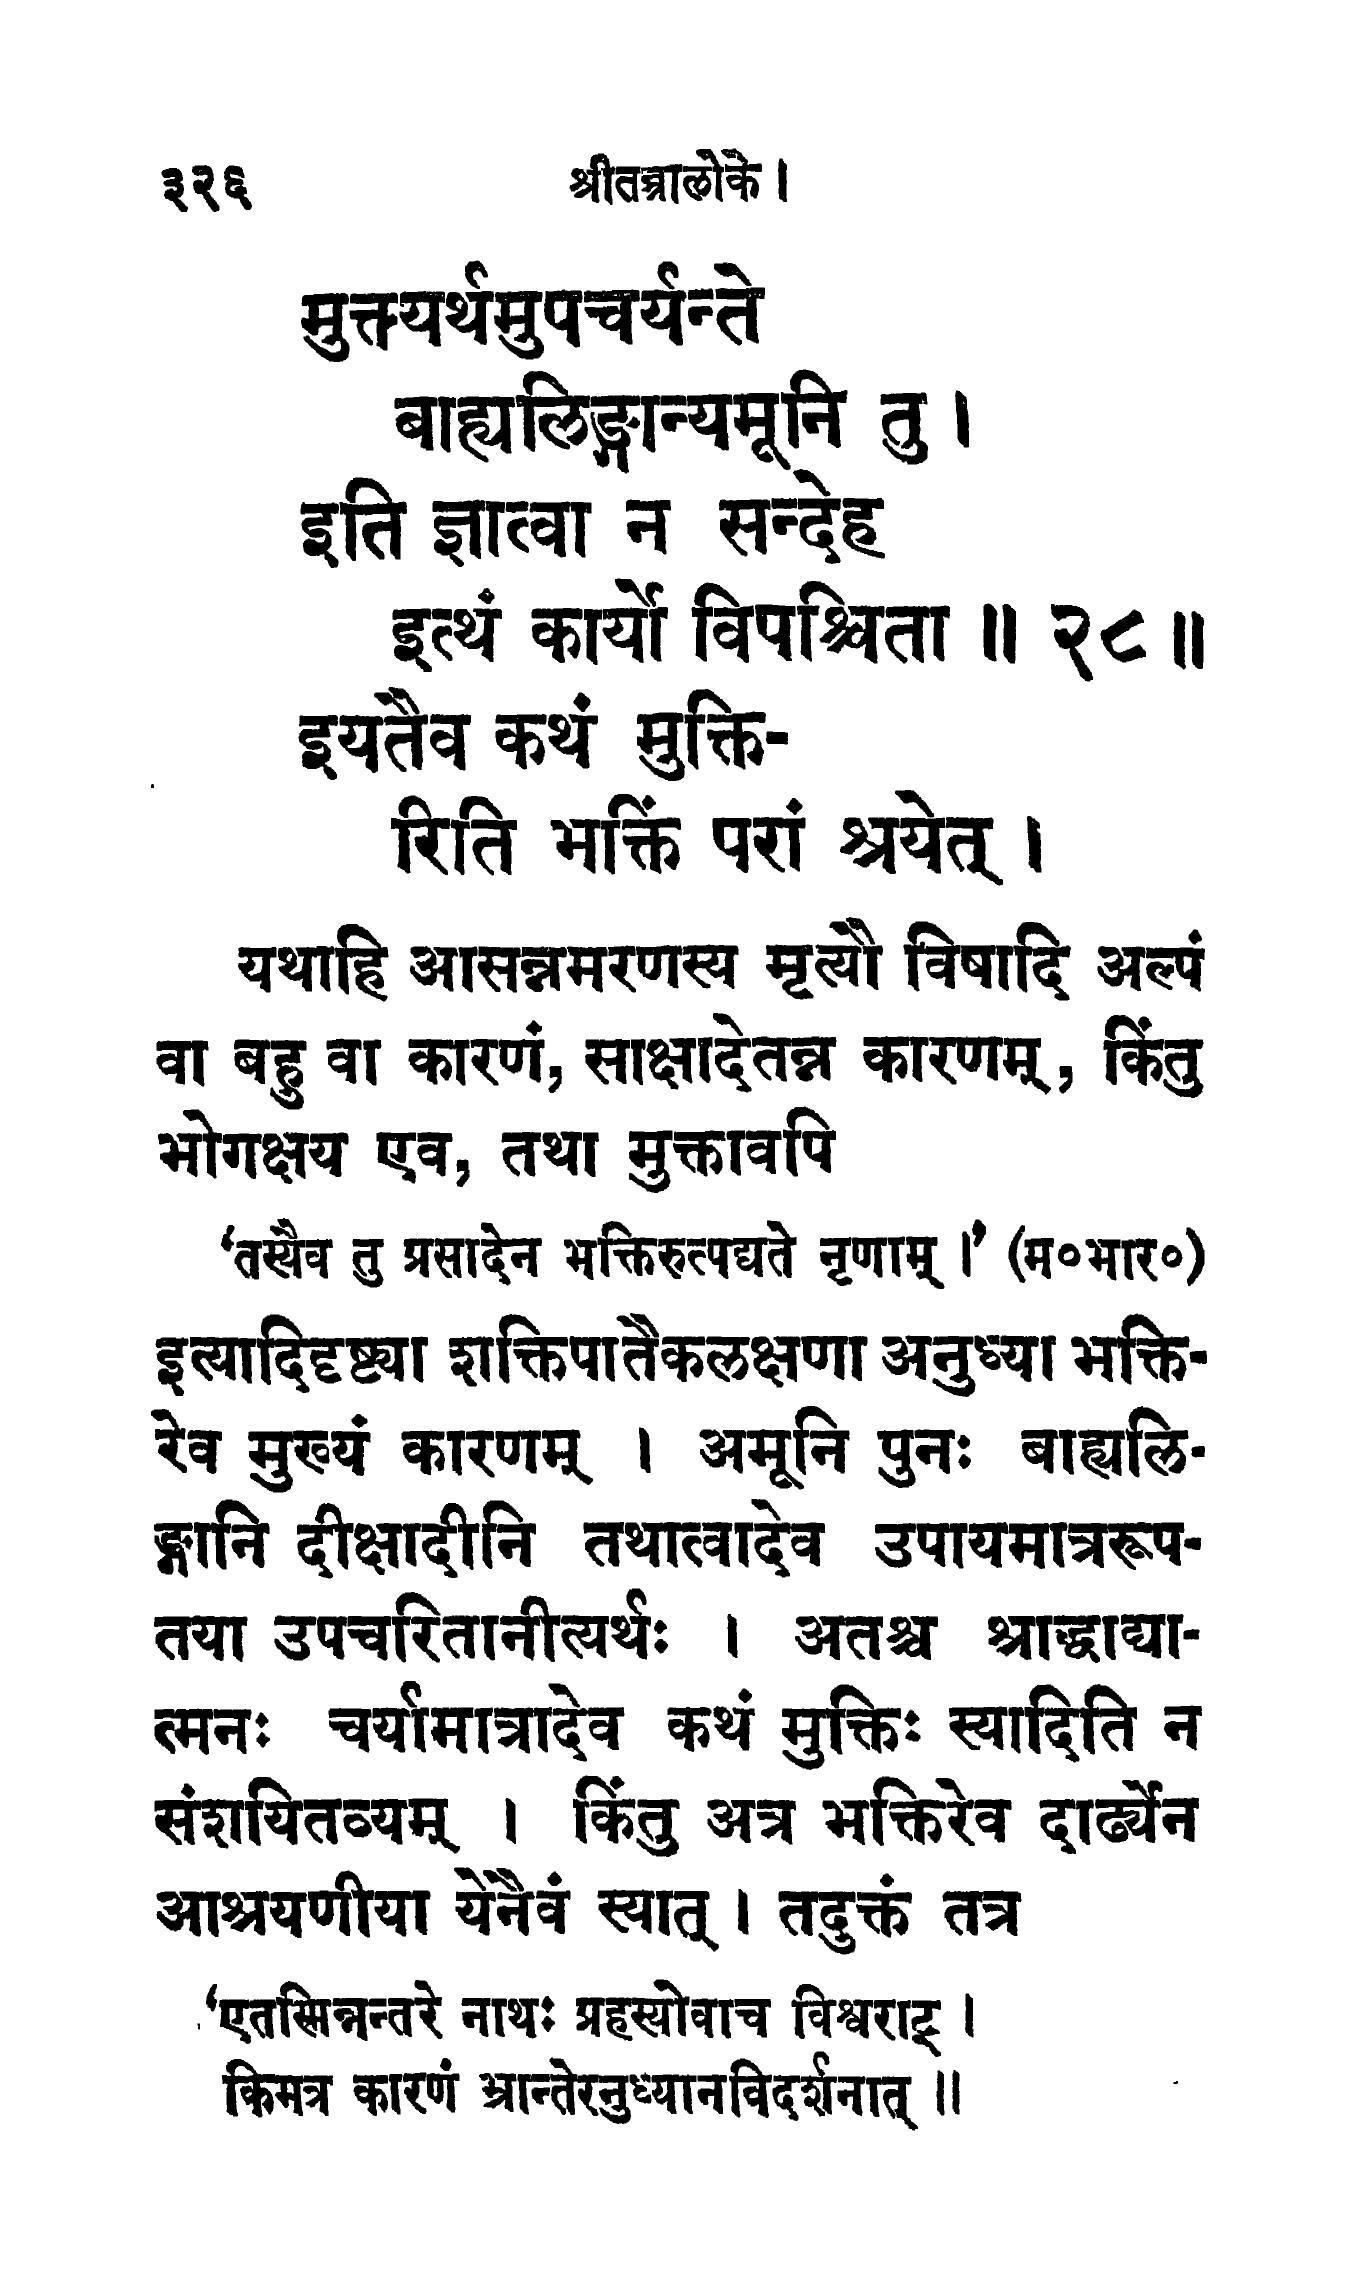 ३२६ श्रीतन्त्रालोके।
मुक्त्यर्थमुपचर्यन्ते
बाह्यलिङ्गान्यमूनि तु।
इति ज्ञात्वा न सन्देह
इत्थं कार्यो विपश्चिता॥ २८॥
इयतैव कथं मुक्ति-
रिति भक्तिं परां श्रयेत्।
यथाहि आसन्नमरणस्य मृत्यौ विषादि अल्पं
वा बहु वा कारणं, साक्षादेतन्न कारणम्, किंतु
भोगक्षय एव, तथा मुक्तावपि
‘तस्यैव तु प्रसादेन भक्तिरुत्पद्यते नृणाम्।’ (म०भार०)
इत्यादिदृष्ट्या शक्तिपातैकलक्षणा अनुध्या भक्ति-
रेव मुख्यं कारणम् । अमूनि पुनः बाह्यलि-
ङ्गानि दीक्षादीनि तथात्वादेव उपायमात्ररूप-
तया उपचरितानीत्यर्थः । अतश्च श्राद्धाद्या-
त्मनः चर्यामात्रादेव कथं मुक्तिः स्यादिति न
संशयितव्यम् । किंतु अत्र भक्तिरेव दार्ढ्येन
आश्रयणीया येनैवं स्यात्। तदुक्तं तत्र
‘एतस्मिन्नन्तरे नाथः प्रहस्योवाच विश्वराट्।
किमत्र कारणं भ्रान्तेरनुध्यानविदर्शनात्॥